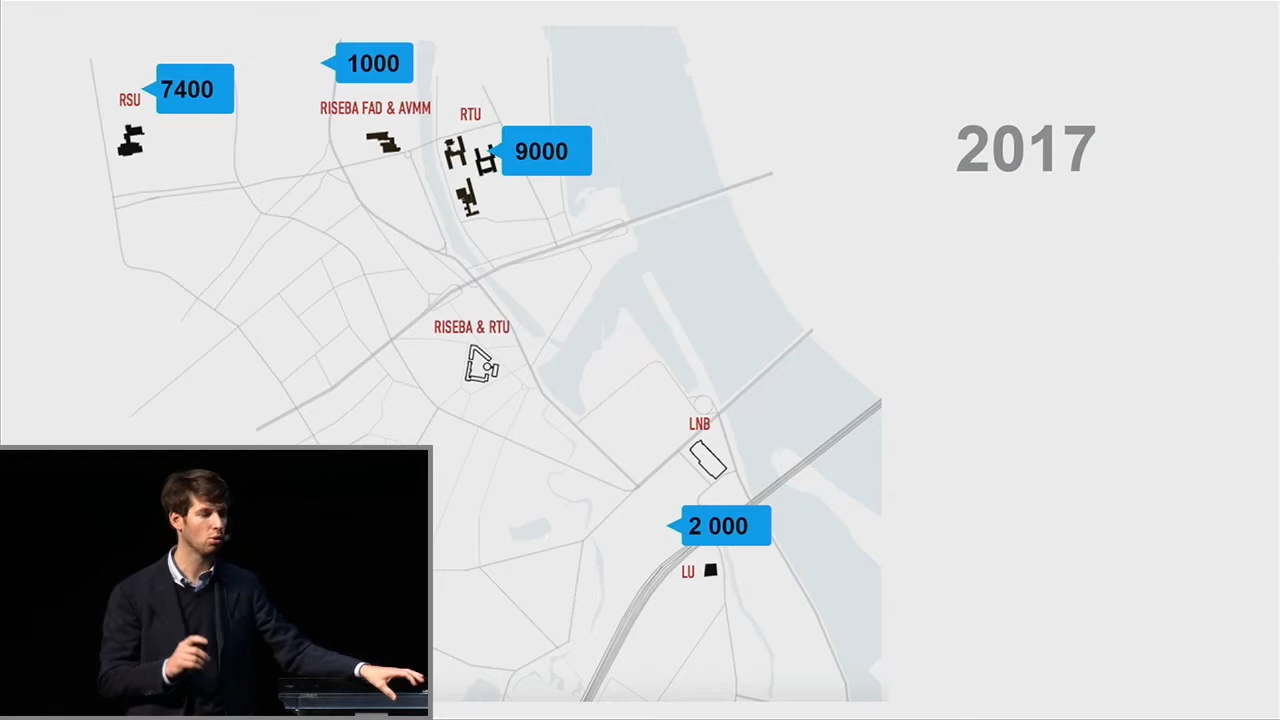 1000
7400
RSU
RISEBA FAD & AVMM
RTU
9000
2017
RISEBA & RTU
LNB
2 000
LU